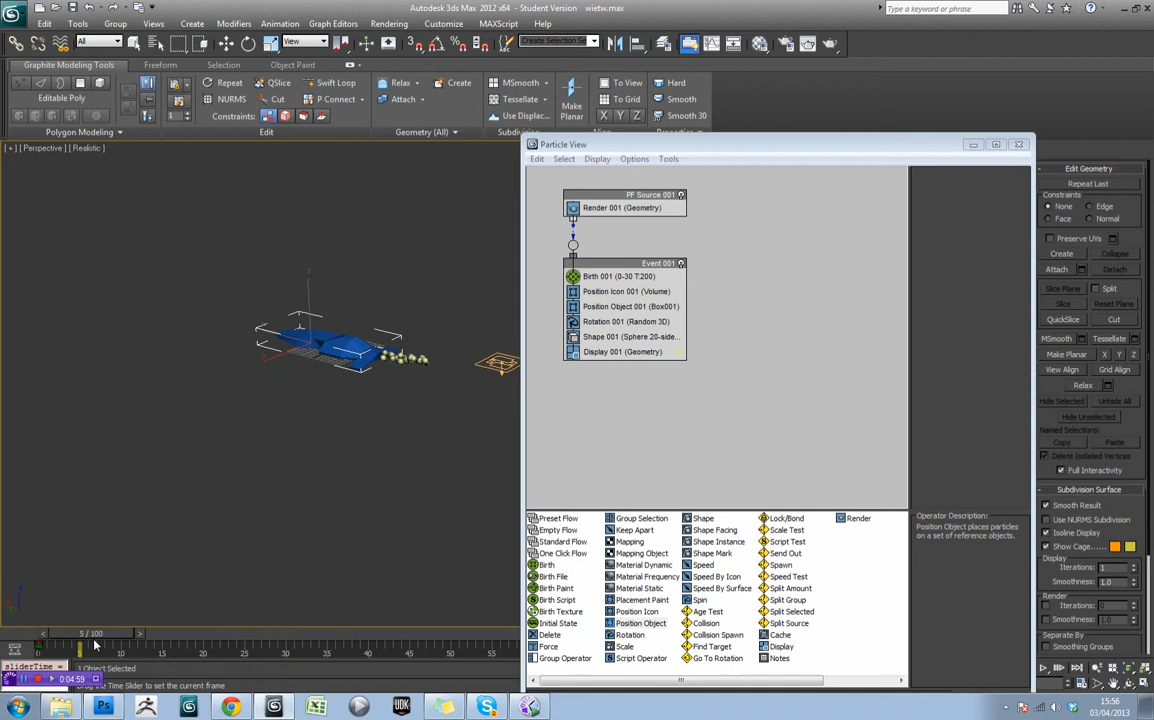 Autodesk 3ds Max 2012 x64 - Student Version wietw.max
Type a keyword or phrase
Edit Tools Group Views Create Modifiers Animation Graph Editors Rendering Customize MAXScript Help
All View Create Selection Se
Graphite Modeling Tools Freeform Selection Object Paint
Repeat QSlice Swift Loop Relax Create MSmooth To View Hard
Editable Poly NURMS Cut P Connect Attach Tessellate Make Planar To Grid Smooth
1 Constraints: Use Displac... X Y Z Smooth 30
Polygon Modeling Edit Geometry (All) Subdivision Align Properties
[ + ] [ Perspective ] [ Realistic ]
Particle View
Edit Select Display Options Tools
PF Source 001
Render 001 (Geometry)
Event 001
Birth 001 (0-30 T:200)
Position Icon 001 (Volume)
Position Object 001 (Box001)
Rotation 001 (Random 3D)
Shape 001 (Sphere 20-side...
Display 001 (Geometry)
Preset Flow Group Selection Shape Lock/Bond Render
Empty Flow Keep Apart Shape Facing Scale Test
Standard Flow Mapping Shape Instance Script Test
One Click Flow Mapping Object Shape Mark Send Out
Birth Material Dynamic Speed Spawn
Birth File Material Frequency Speed By Icon Speed Test
Birth Paint Material Static Speed By Surface Split Amount
Birth Script Placement Paint Spin Split Group
Birth Texture Position Icon Age Test Split Selected
Initial State Position Object Collision Split Source
Delete Rotation Collision Spawn Cache
Force Scale Find Target Display
Group Operator Script Operator Go To Rotation Notes
Operator Description:
Position Object places particles on a set of reference objects.
Edit Geometry
Repeat Last
Constraints
None Edge
Face Normal
Preserve UVs
Create Collapse
Attach Detach
Slice Plane Split
Slice Reset Plane
QuickSlice Cut
MSmooth Tessellate
Make Planar X Y Z
View Align Grid Align
Relax
Hide Selected Unhide All
Hide Unselected
Named Selections:
Copy Paste
Delete Isolated Vertices
Full Interactivity
Subdivision Surface
Smooth Result
Use NURMS Subdivision
Isoline Display
Show Cage......
Display
Iterations: 1
Smoothness: 1.0
Render
Iterations: 0
Smoothness: 1.0
Separate By
Smoothing Groups
5 / 100
sliderTime = 1 Object Selected
0:04:59 Drag the Time Slider to set the current frame
15:56
03/04/2013